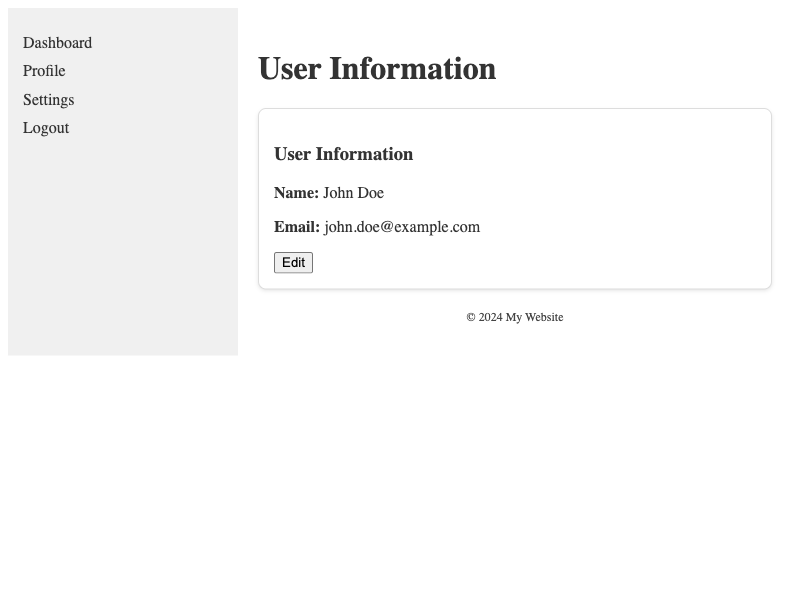 Dashboard
Profile
Settings
Logout
User Information
User Information
Name: John Doe
Email: john.doe@example.com
Edit
© 2024 My Website